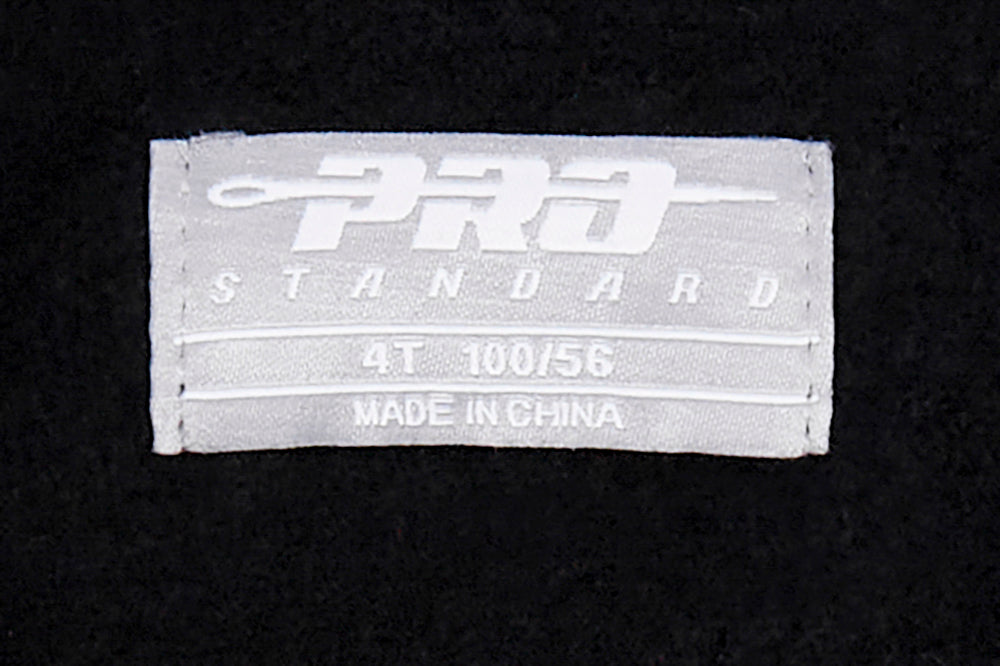 PRO
STANDARD
4T 100/56
MADE IN CHINA